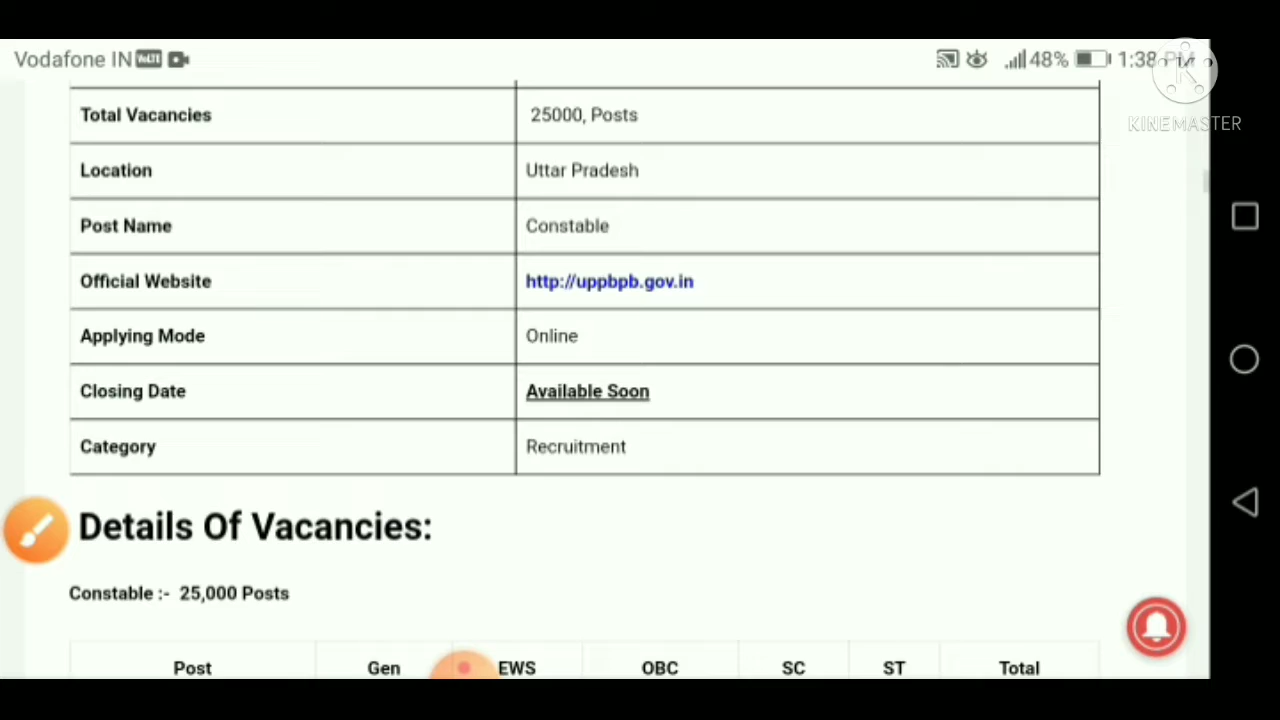 Vodafone IN VoLTE 48% 1:38 PM
KINEMASTER
Total Vacancies 25000, Posts
Location Uttar Pradesh
Post Name Constable
Official Website http://uppbpb.gov.in
Applying Mode Online
Closing Date Available Soon
Category Recruitment
Details Of Vacancies:
Constable :- 25,000 Posts
Post Gen EWS OBC SC ST Total